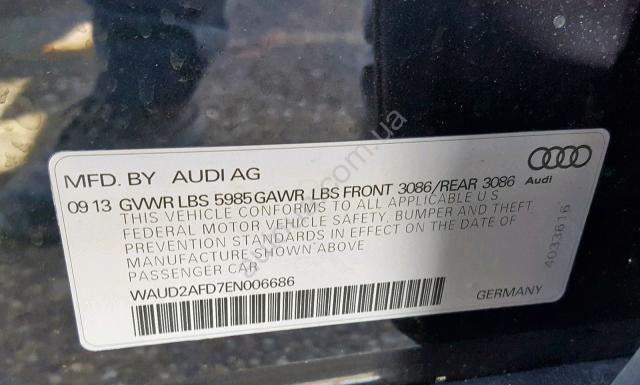 MFD. BY AUDI AG
Audi
09 13 GVWR LBS 5985 GAWR LBS FRONT 3086/REAR 3086
THIS VEHICLE CONFORMS TO ALL APPLICABLE U S
FEDERAL MOTOR VEHICLE SAFETY, BUMPER AND THEFT
PREVENTION STANDARDS IN EFFECT ON THE DATE OF
MANUFACTURE SHOWN ABOVE
PASSENGER CAR
WAUD2AFD7EN006686
GERMANY
4033616